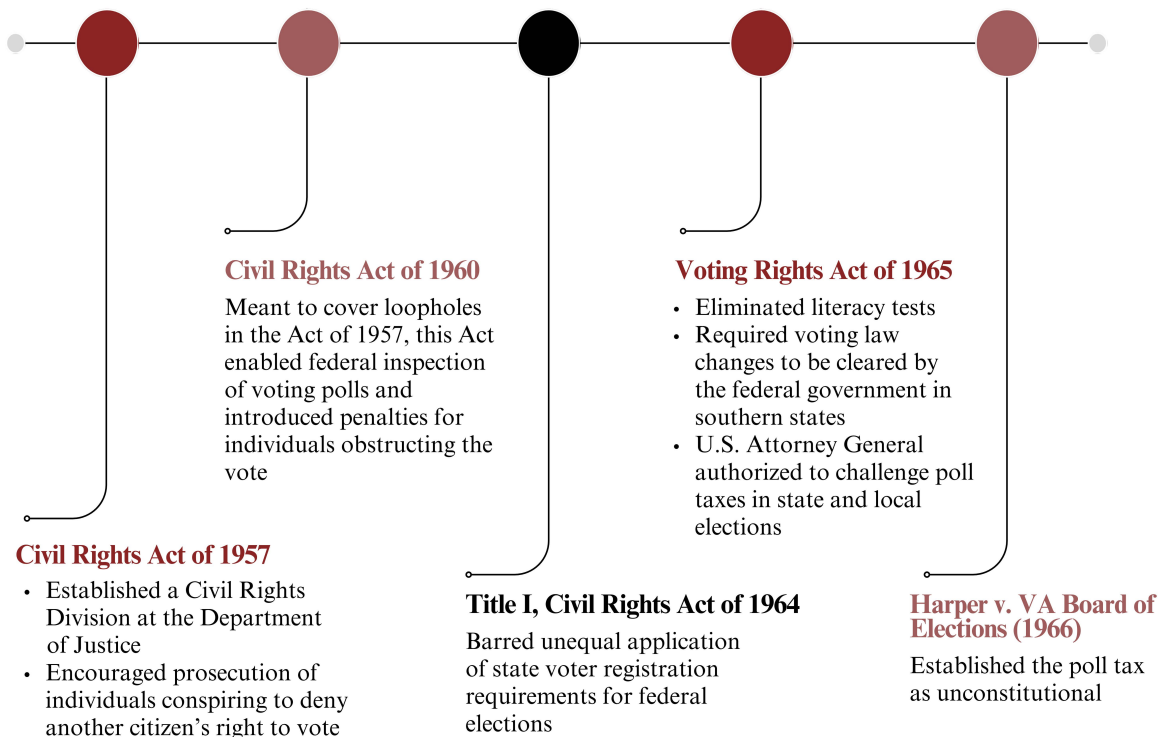 Civil Rights Act of 1957
• Established a Civil Rights
Division at the Department
of Justice
• Encouraged prosecution of
individuals conspiring to deny
another citizen’s right to vote
Civil Rights Act of 1960
Meant to cover loopholes
in the Act of 1957, this Act
enabled federal inspection
of voting polls and
introduced penalties for
individuals obstructing the
vote
Title I, Civil Rights Act of 1964
Barred unequal application
of state voter registration
requirements for federal
elections
Voting Rights Act of 1965
• Eliminated literacy tests
• Required voting law
changes to be cleared by
the federal government in
southern states
• U.S. Attorney General
authorized to challenge poll
taxes in state and local
elections
Harper v. VA Board of
Elections (1966)
Established the poll tax
as unconstitutional